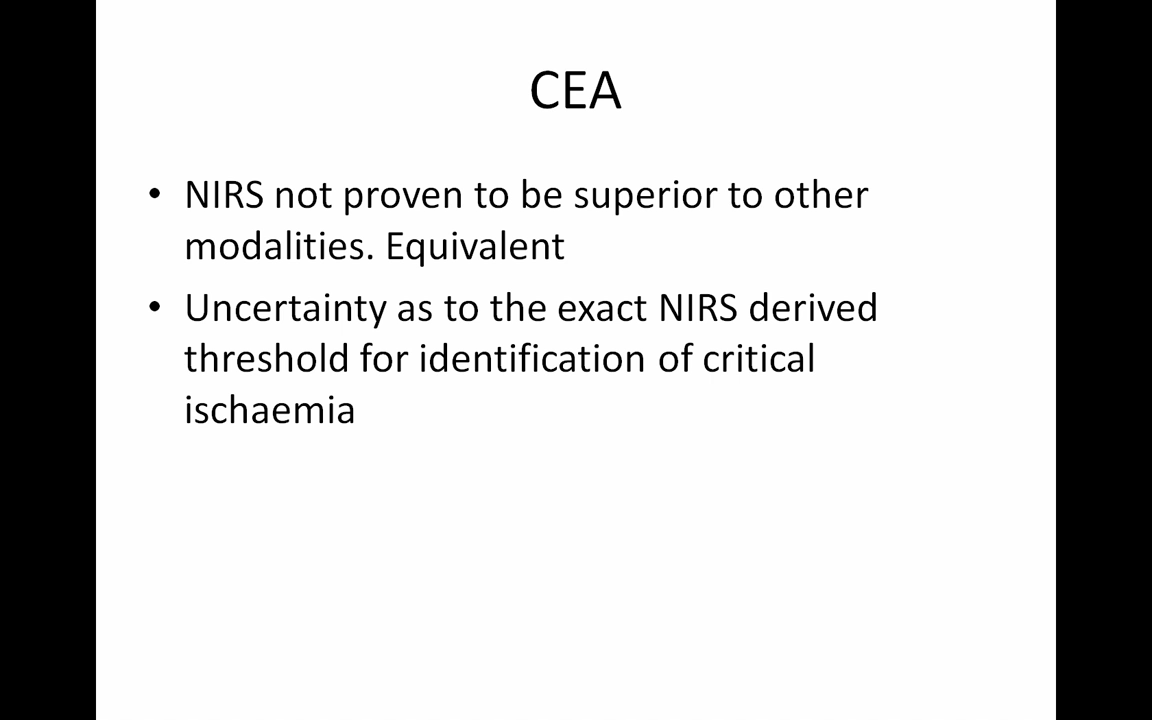 CEA
• NIRS not proven to be superior to other
modalities. Equivalent
• Uncertainty as to the exact NIRS derived
threshold for identification of critical
ischaemia